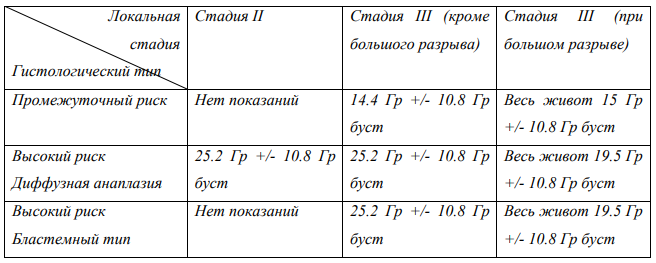 Локальная стадия Гистологический тип | Стадия II | Стадия III (кроме большого разрыва) | Стадия III (при большом разрыве)
Промежуточный риск | Нет показаний | 14.4 Гр +/- 10.8 Гр буст | Весь живот 15 Гр +/- 10.8 Гр буст
Высокий риск Диффузная анаплазия | 25.2 Гр +/- 10.8 Гр буст | 25.2 Гр +/- 10.8 Гр буст | Весь живот 19.5 Гр +/- 10.8 Гр буст
Высокий риск Бластемный тип | Нет показаний | 25.2 Гр +/- 10.8 Гр буст | Весь живот 19.5 Гр +/- 10.8 Гр буст